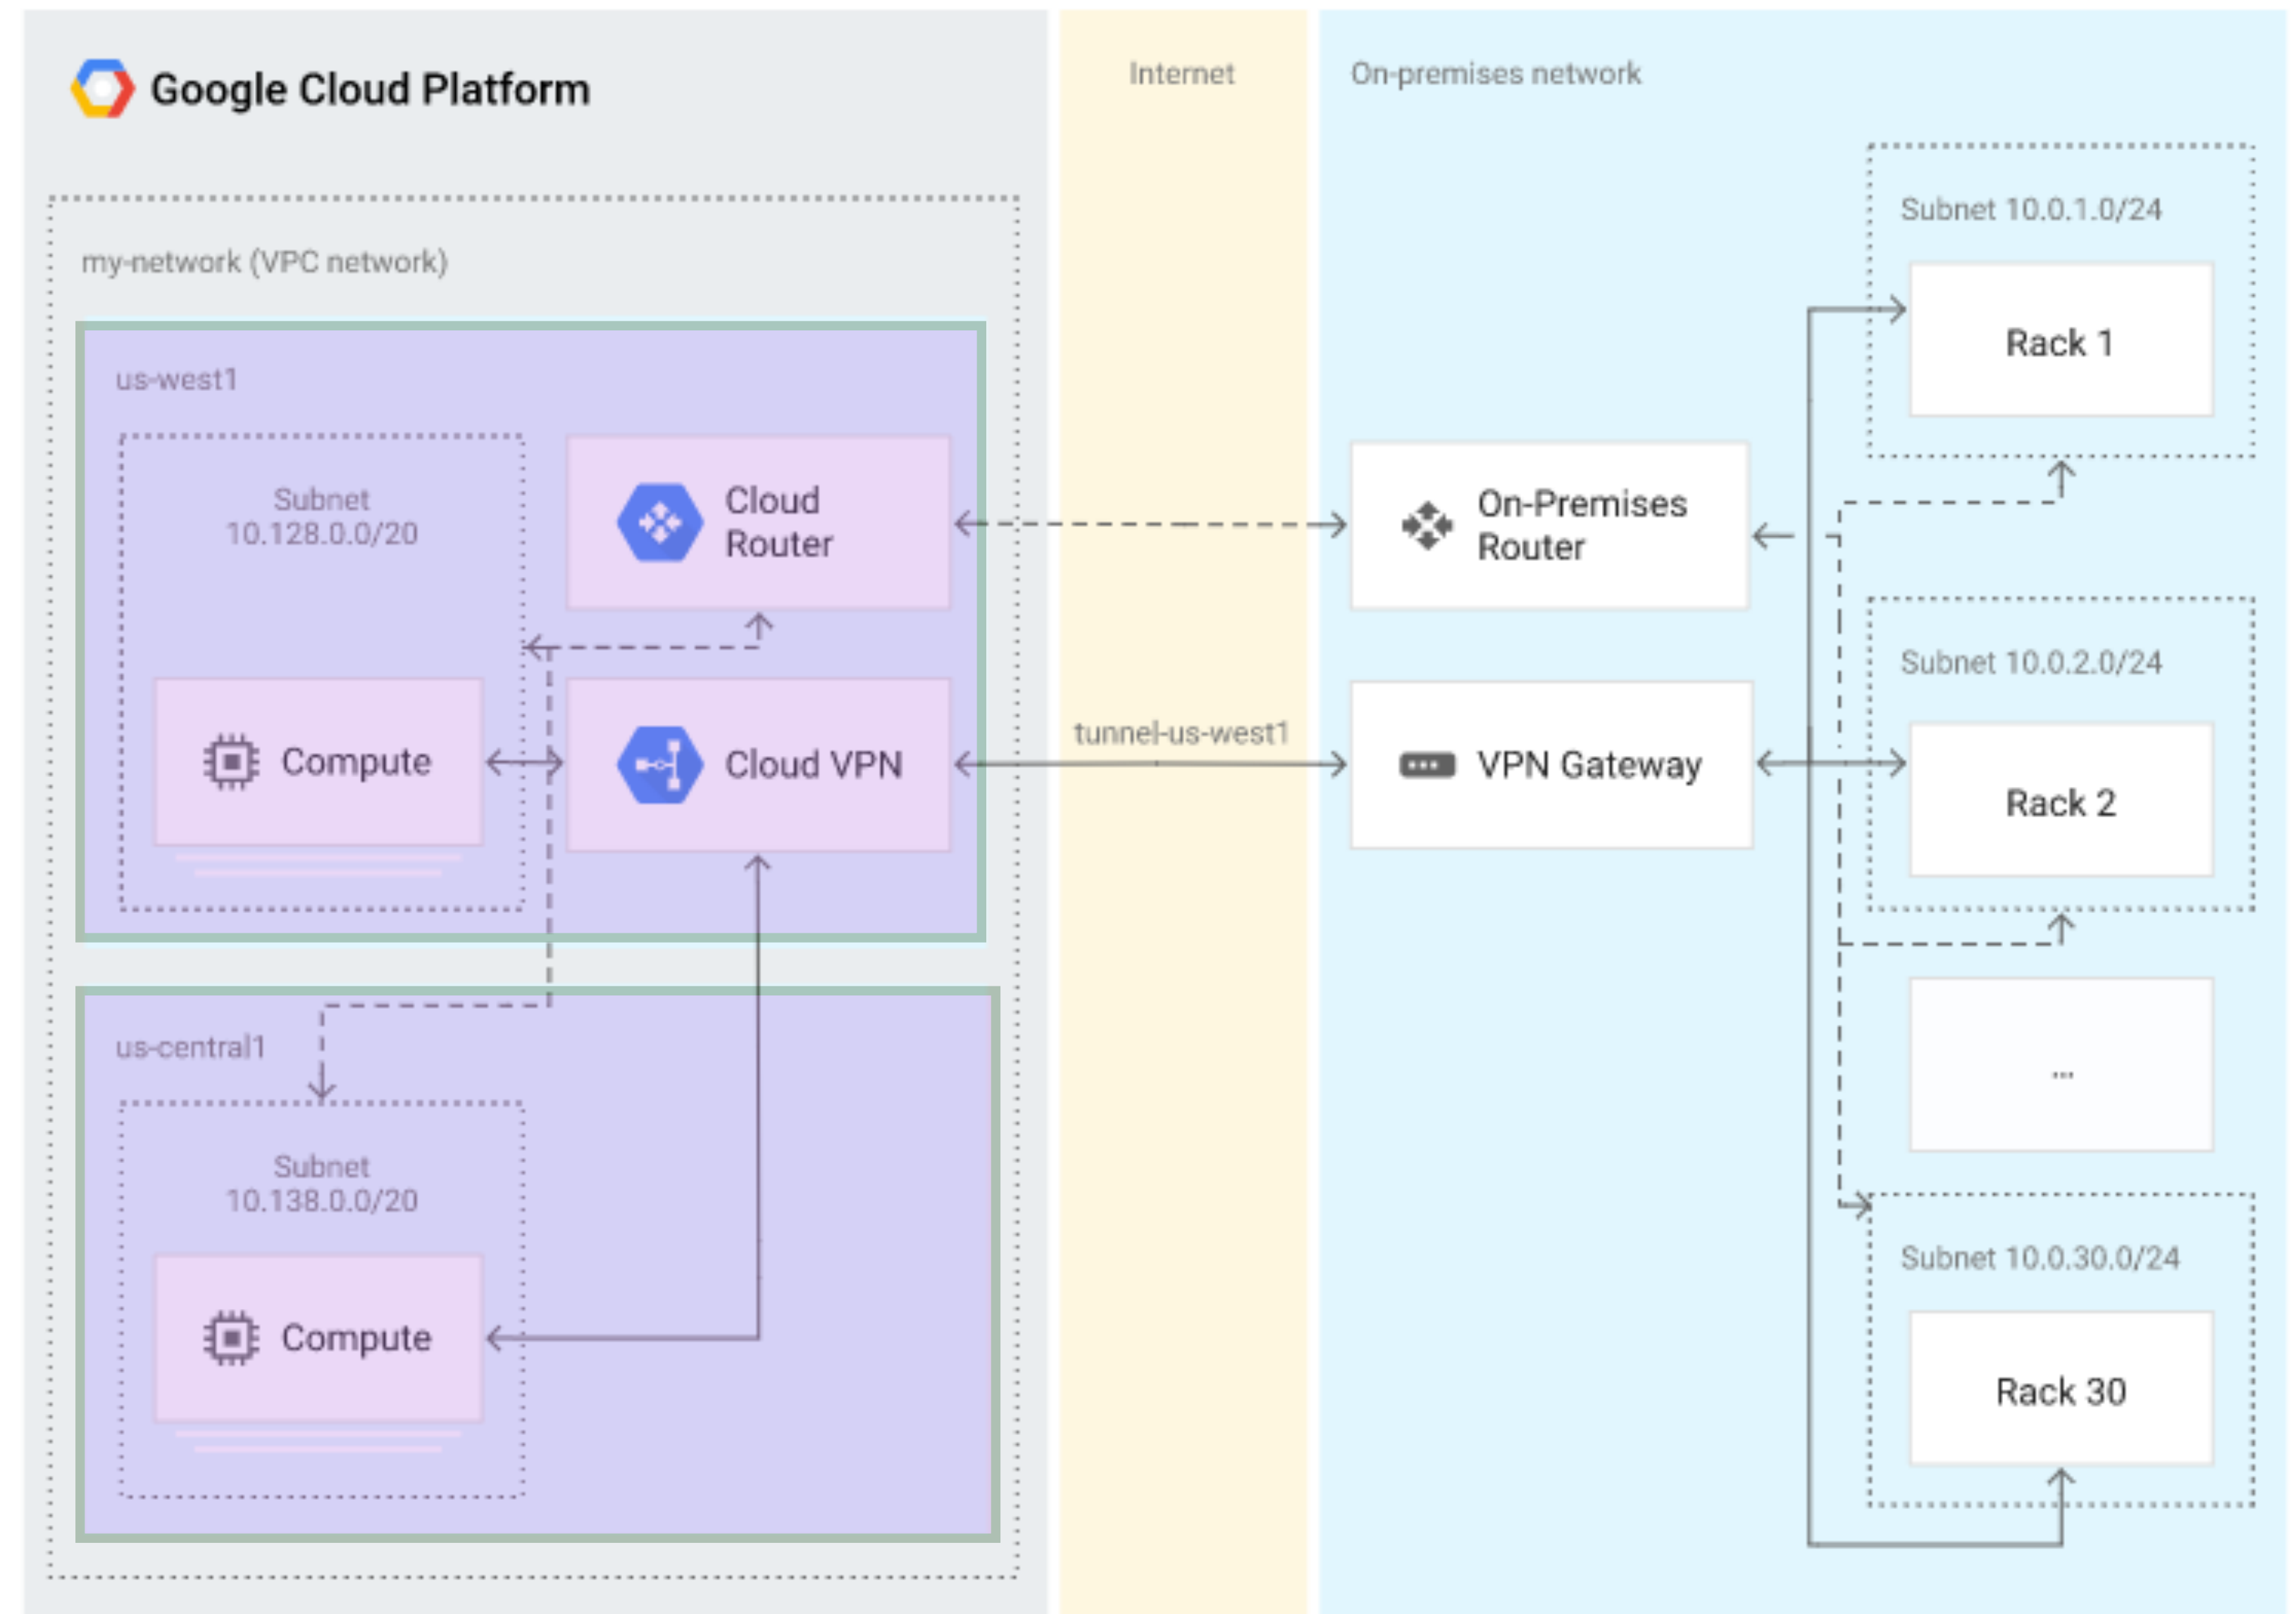 Google Cloud Platform
my-network (VPC network)
us-west1
Subnet
10.128.0.0/20
Compute
Cloud
Router
Cloud VPN
us-central1
Subnet
10.138.0.0/20
Compute
Internet
tunnel-us-west1
On-premises network
On-Premises
Router
VPN Gateway
Subnet 10.0.1.0/24
Rack 1
Subnet 10.0.2.0/24
Rack 2
...
Subnet 10.0.30.0/24
Rack 30